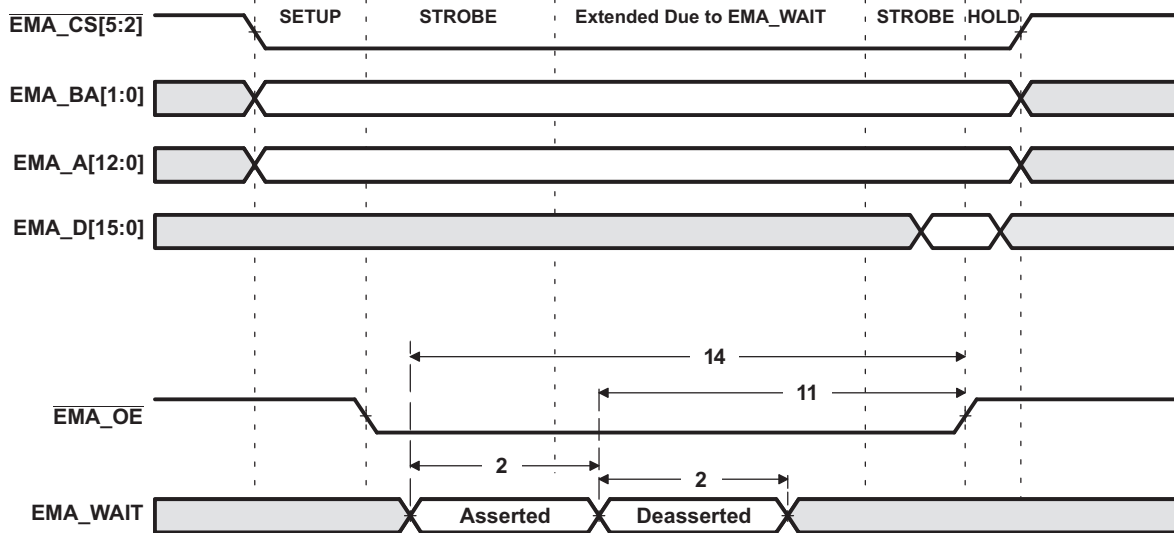 SETUP STROBE Extended Due to EMA_WAIT STROBE HOLD
EMA_CS[5:2]
EMA_BA[1:0]
EMA_A[12:0]
EMA_D[15:0]
14
11
EMA_OE
2
2
EMA_WAIT Asserted Deasserted